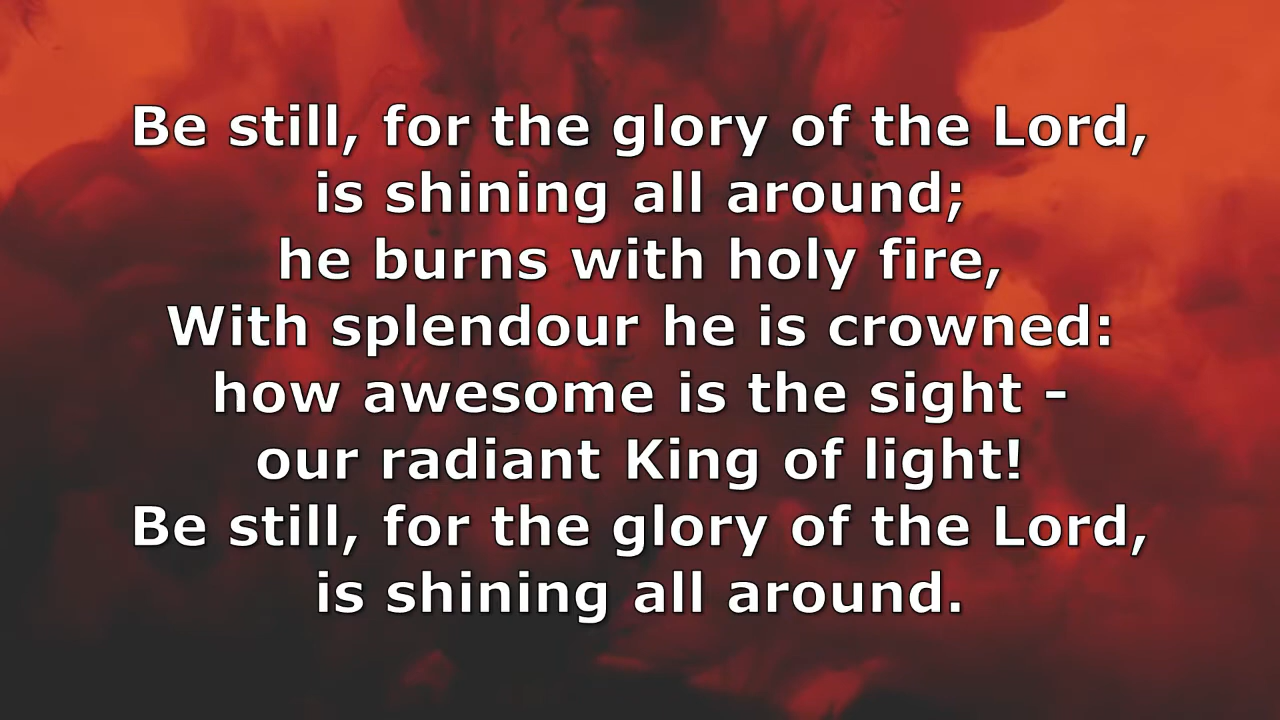 Be still, for the glory of the Lord,
is shining all around;
he burns with holy fire,
With splendour he is crowned:
how awesome is the sight -
our radiant King of light!
Be still, for the glory of the Lord,
is shining all around.